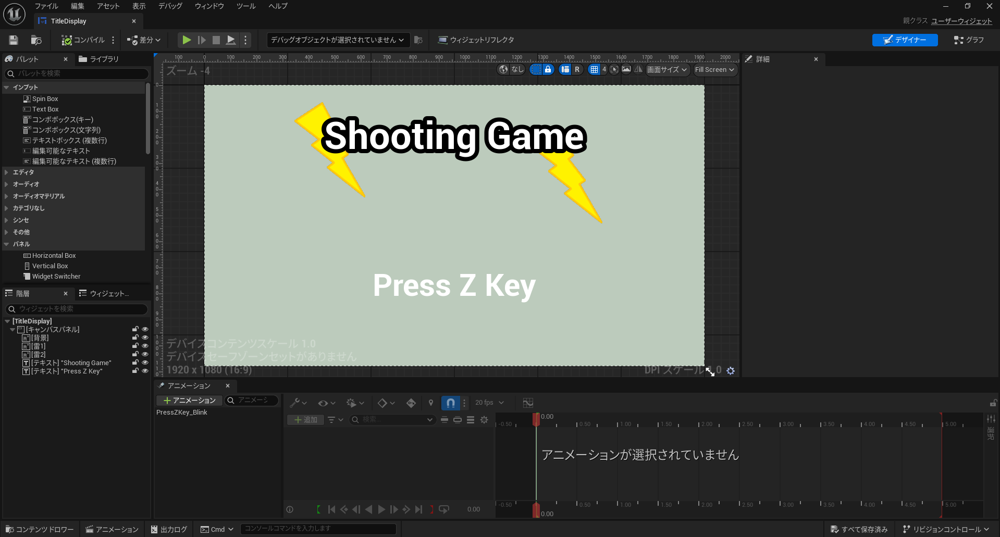 ファイル 編集 アセット 表示 デバッグ ウィンドウ ツール ヘルプ
TitleDisplay
親クラス ユーザーウィジェット
コンパイル 差分 デバッグオブジェクトが選択されていません ウィジェットリフレクタ デザイナー グラフ
パレット ライブラリ
パレットを検索
インプット
Spin Box
Text Box
コンボボックス(キー)
コンボボックス(文字列)
テキストボックス (複数行)
編集可能なテキスト
編集可能なテキスト (複数行)
エディタ
オーディオ
オーディオマテリアル
カテゴリなし
シンセ
その他
パネル
Horizontal Box
Vertical Box
Widget Switcher
階層 ウィジェット...
ウィジェットを検索
[TitleDisplay]
[キャンバスパネル]
[背景]
[雷1]
[雷2]
[テキスト] "Shooting Game"
[テキスト] "Press Z Key"
100 0 100 200 300 400 500 600 700 800 900 1000 1100 1200 1300 1400 1500 1600 1700 1800 1900 2000
ズーム -4
なし R 4 画面サイズ Fill Screen
0
100
200
300
400
500
600
700
800
900
1000
110
Shooting Game
Press Z Key
デバイスコンテンツスケール 1.0
デバイスセーフゾーンセットがありません
1920 x 1080 (16:9)
DPI スケール 1.0
詳細
アニメーション
アニメーション アニメーシ
PressZKey_Blink
20 fps
追加 検索...
0.00
-0.50 0.50 1.00 1.50 2.00 2.50 3.00 3.50 4.00 4.50 5.00
アニメーションが選択されていません
選択
0.00
-0.50 0.50 1.00 1.50 2.00 2.50 3.00 3.50 4.00 4.50 5.00
0.00
コンテンツ ドロワー アニメーション 出力ログ Cmd コンソールコマンドを入力します すべて保存済み リビジョンコントロール